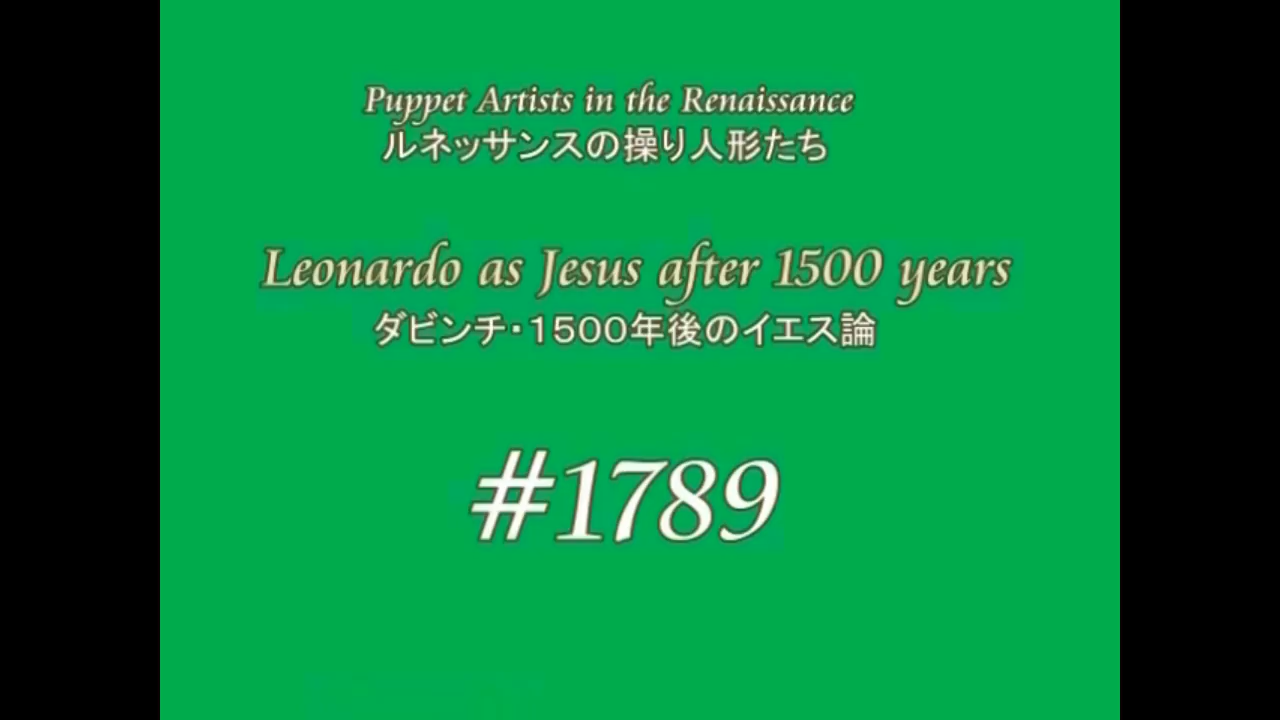 Puppet Artists in the Renaissance
ルネッサンスの操り人形たち
Leonardo as Jesus after 1500 years
ダビンチ・１５００年後のイエス論
#1789